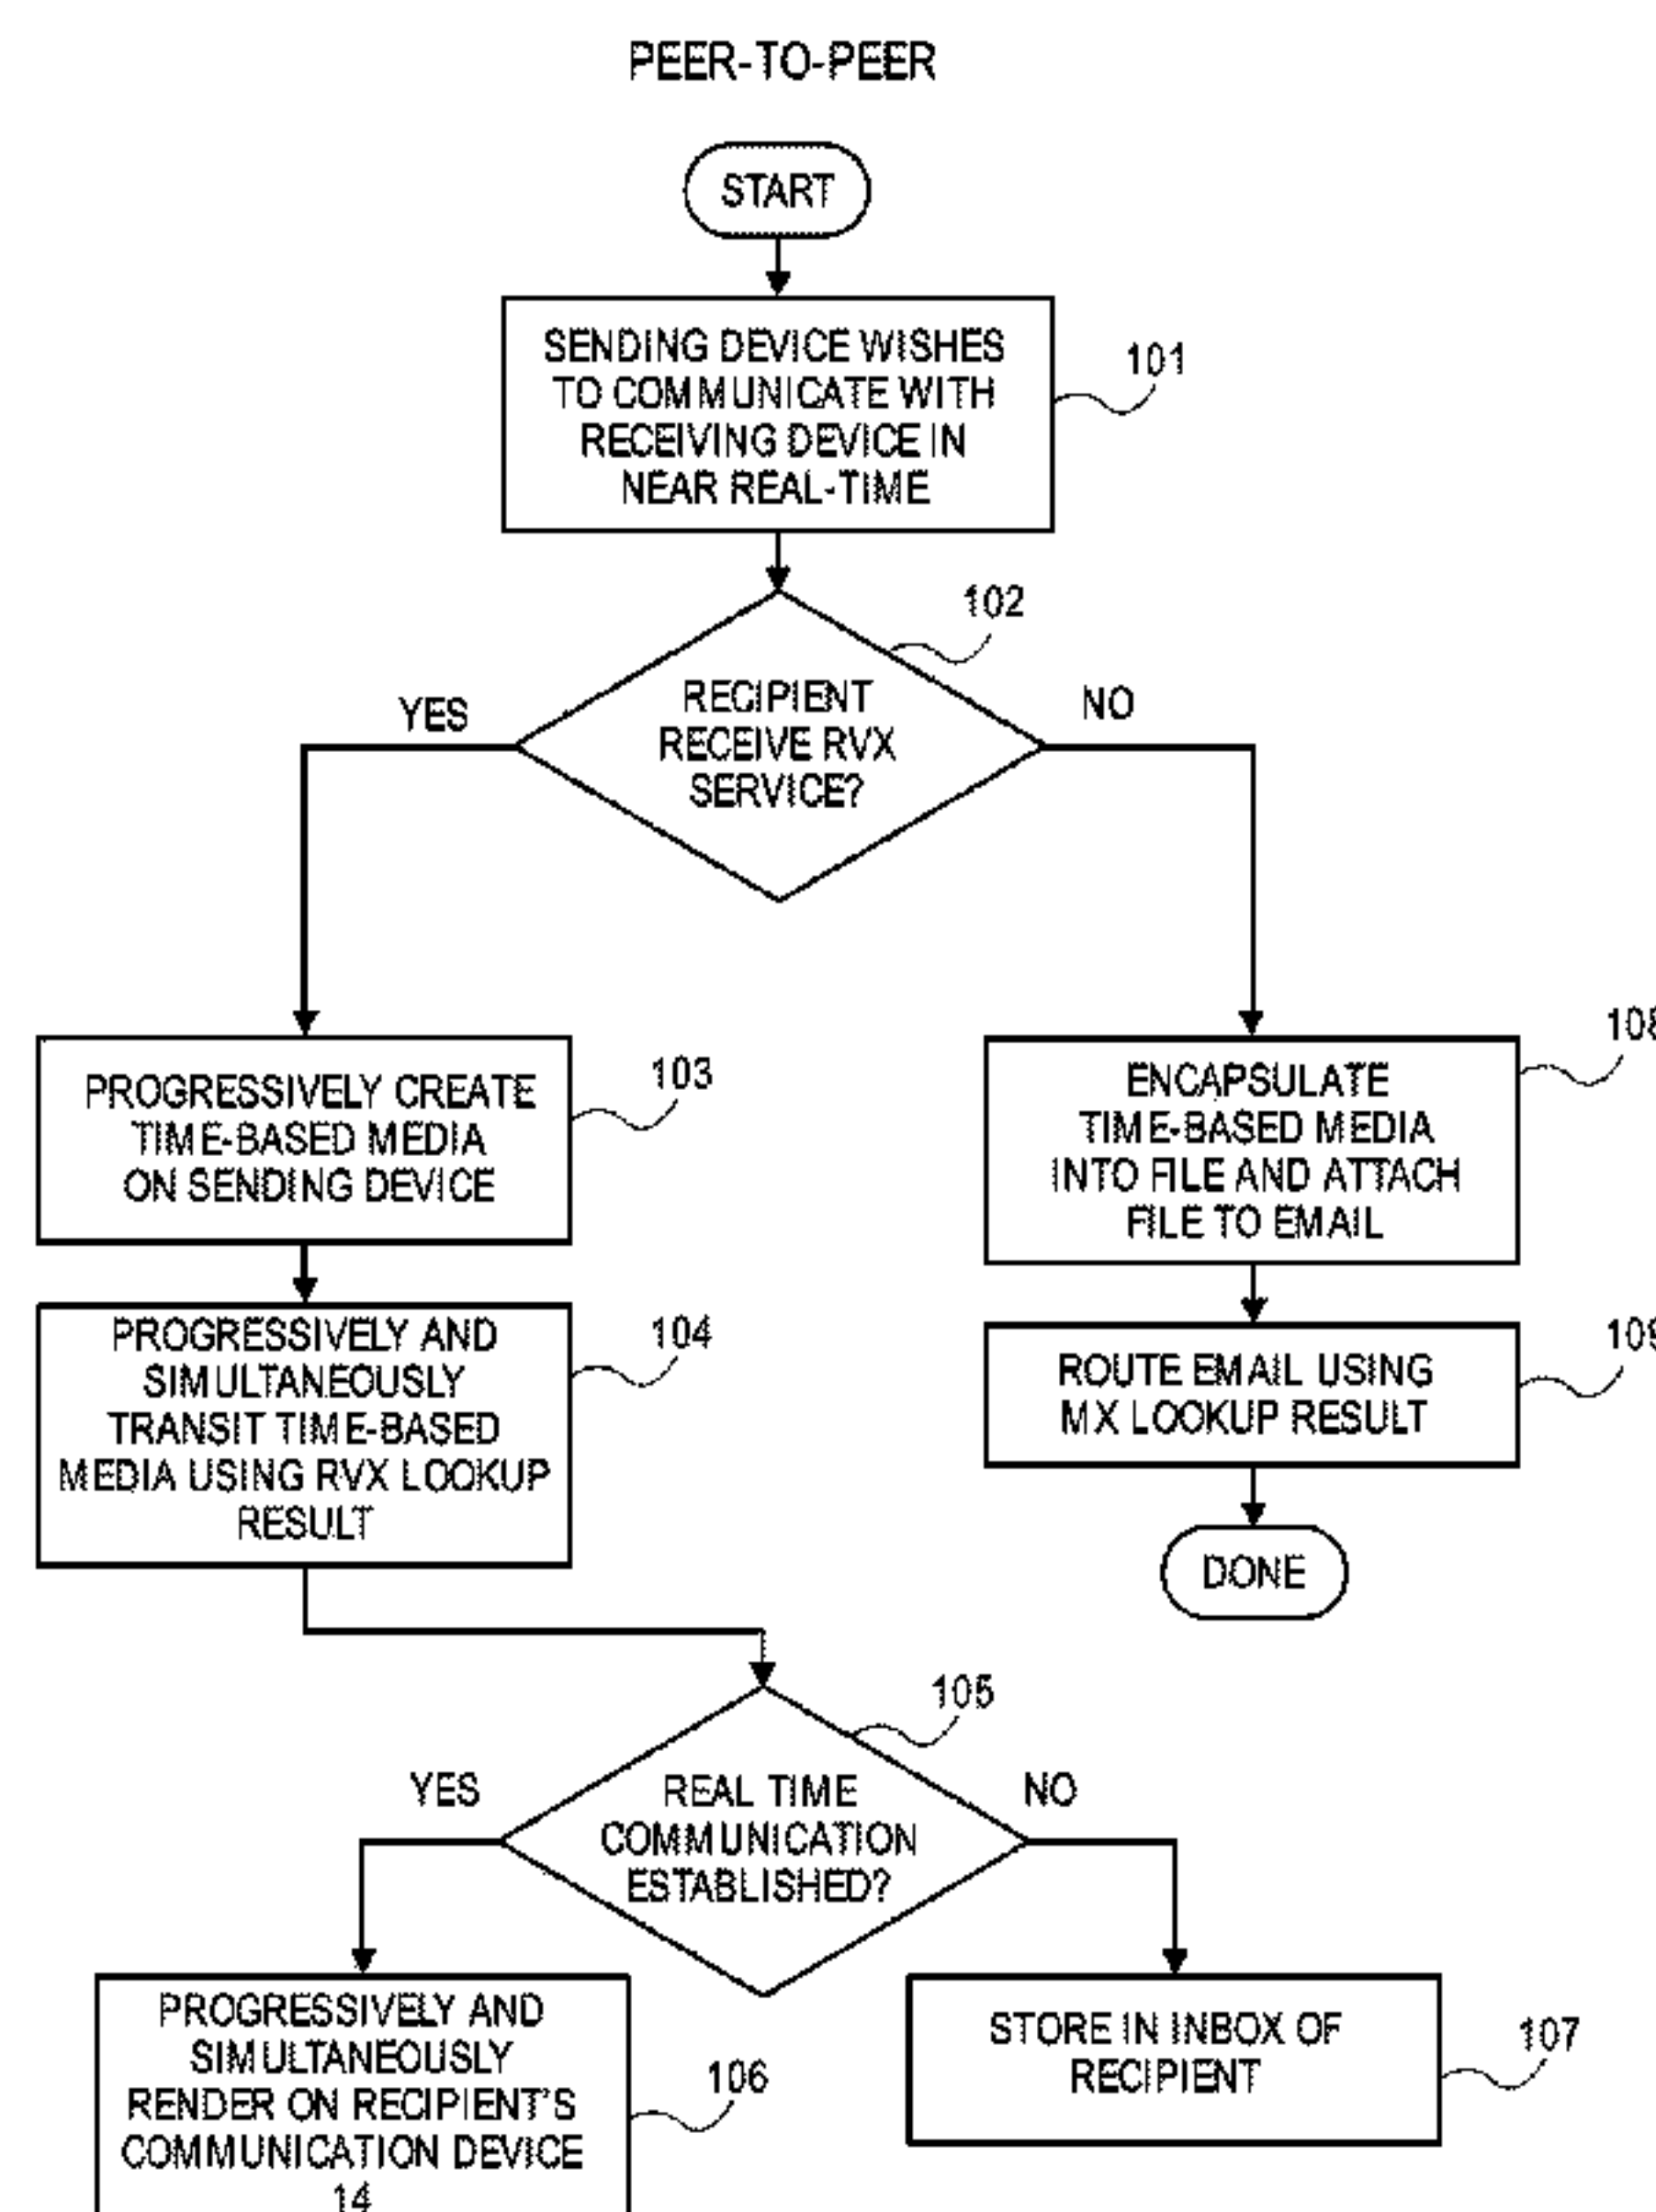 PEER-TO-PEER
START
SENDING DEVICE WISHES
TO COMMUNICATE WITH
RECEIVING DEVICE IN
NEAR REAL-TIME
101
102
RECIPIENT
RECEIVE RVX
SERVICE?
YES
NO
PROGRESSIVELY CREATE
TIME-BASED MEDIA
ON SENDING DEVICE
103
108
ENCAPSULATE
TIME-BASED MEDIA
INTO FILE AND ATTACH
FILE TO EMAIL
PROGRESSIVELY AND
SIMULTANEOUSLY
TRANSIT TIME-BASED
MEDIA USING RVX LOOKUP
RESULT
104
109
ROUTE EMAIL USING
MX LOOKUP RESULT
DONE
105
REAL TIME
COMMUNICATION
ESTABLISHED?
YES
NO
PROGRESSIVELY AND
SIMULTANEOUSLY
RENDER ON RECIPIENT'S
COMMUNICATION DEVICE
14
106
STORE IN INBOX OF
RECIPIENT
107